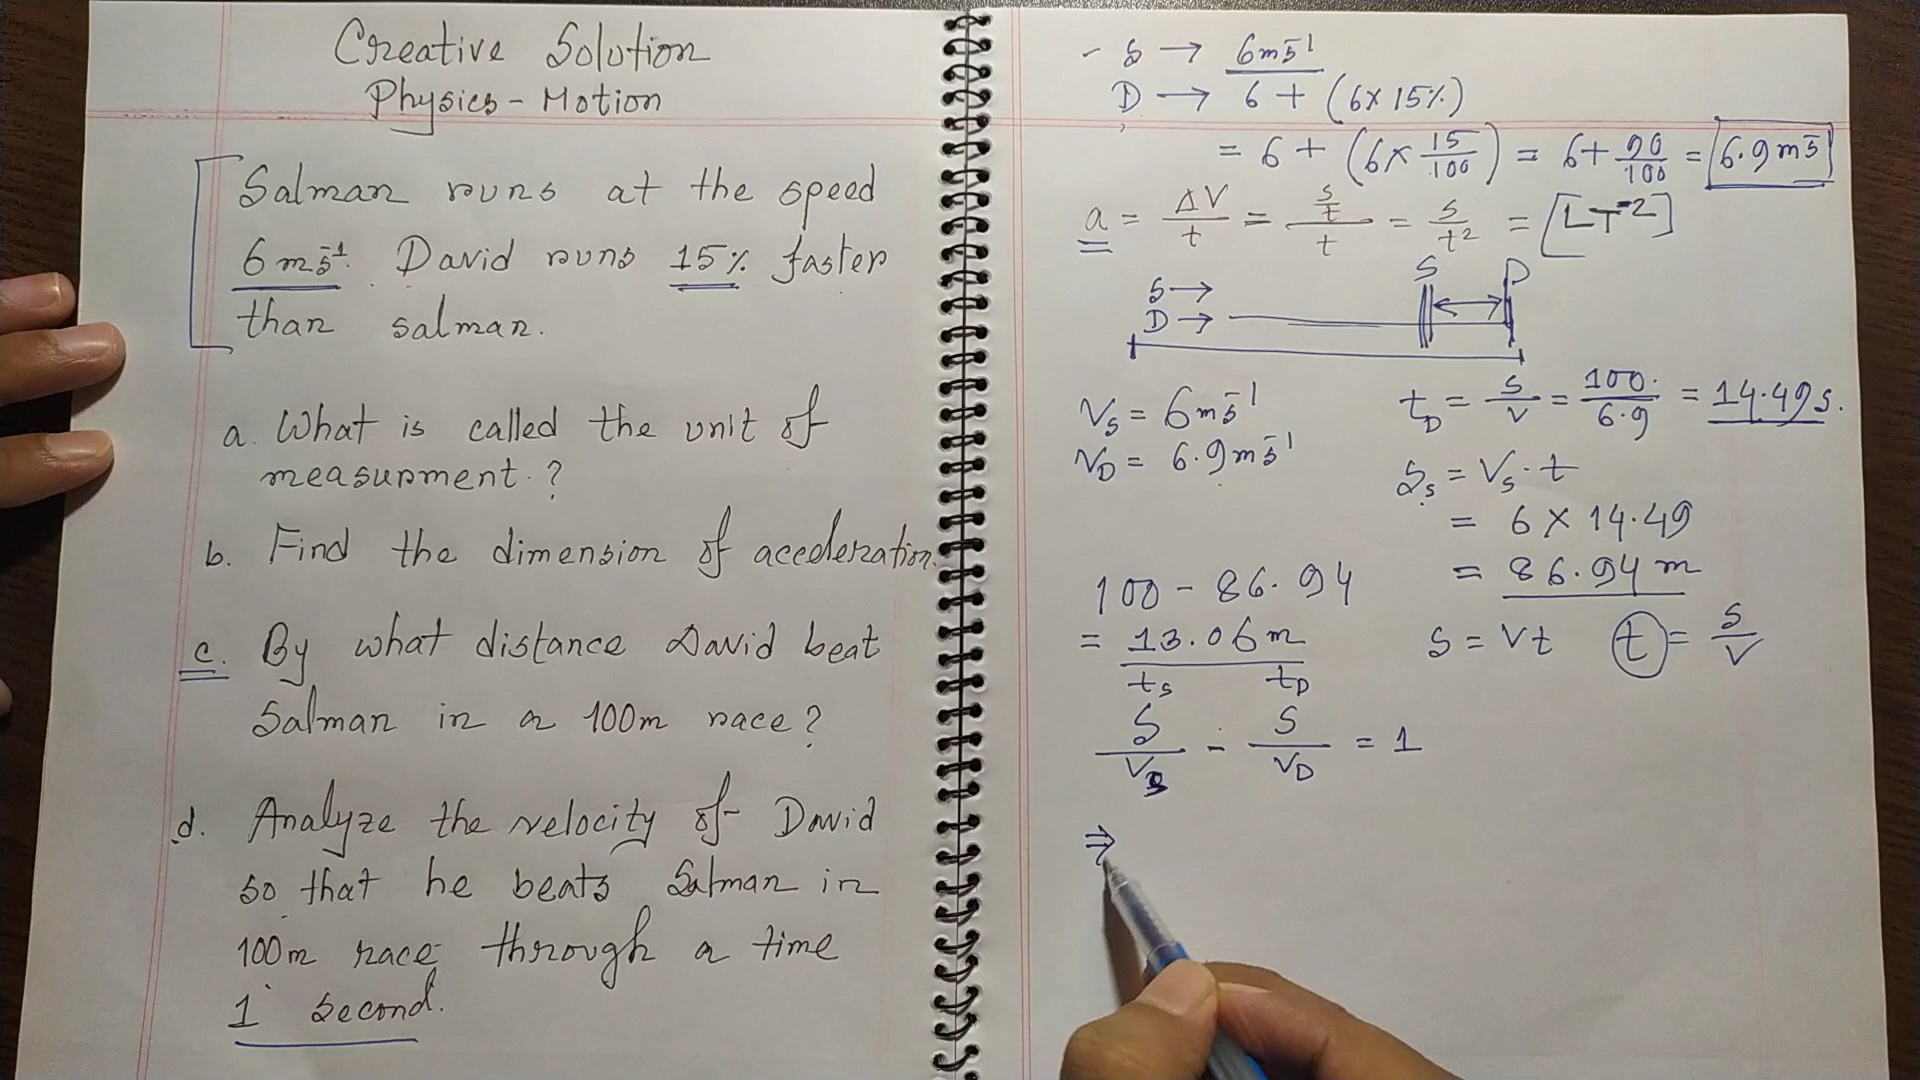 Creative Solution
Physics - Motion
Salman runs at the speed
6 ms⁻¹. David runs 15% faster
than salman.
a. What is called the unit of
measurment.?
b. Find the dimension of acceleration.
c. By what distance David beat
Salman in a 100m race?
d. Analyze the velocity of David
so that he beats Salman in
100m race through a time
1 second.
- S → 6ms⁻¹
D → 6 + (6 × 15%)
= 6 + (6 × 15/100) = 6 + 90/100 = 6.9 ms⁻
a = ΔV/t = (s/t)/t = s/t² = [LT⁻²]
S D
S →
D →
Vs = 6ms⁻¹
VD = 6.9ms⁻¹
tD = s/v = 100/6.9 = 14.49s.
Ss = Vs . t
= 6 × 14.49
= 86.94 m
100 - 86.94
= 13.06m
S = Vt t = s/v
ts tD
S/Vs - S/VD = 1
⇒